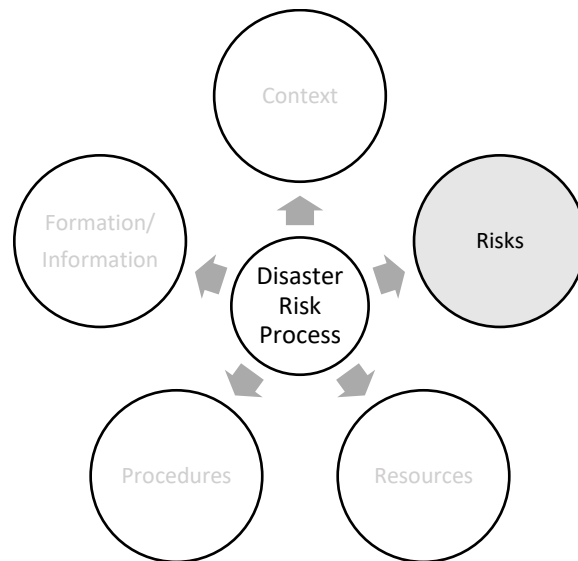 Context
Formation/
Information
Risks
Disaster
Risk
Process
Procedures
Resources